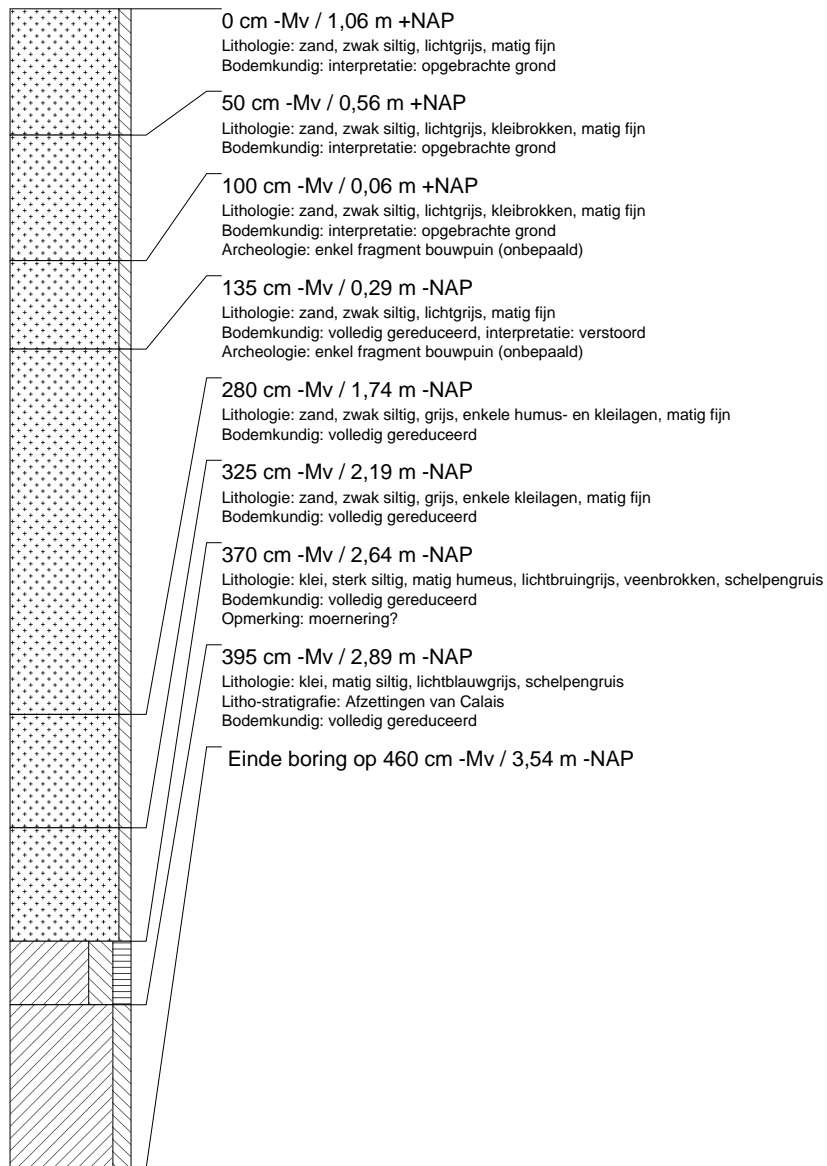 0 cm -Mv / 1,06 m +NAP
Lithologie: zand, zwak siltig, lichtgrijs, matig fijn
Bodemkundig: interpretatie: opgebrachte grond
50 cm -Mv / 0,56 m +NAP
Lithologie: zand, zwak siltig, lichtgrijs, kleibrokken, matig fijn
Bodemkundig: interpretatie: opgebrachte grond
100 cm -Mv / 0,06 m +NAP
Lithologie: zand, zwak siltig, lichtgrijs, kleibrokken, matig fijn
Bodemkundig: interpretatie: opgebrachte grond
Archeologie: enkel fragment bouwpuin (onbepaald)
135 cm -Mv / 0,29 m -NAP
Lithologie: zand, zwak siltig, lichtgrijs, matig fijn
Bodemkundig: volledig gereduceerd, interpretatie: verstoord
Archeologie: enkel fragment bouwpuin (onbepaald)
280 cm -Mv / 1,74 m -NAP
Lithologie: zand, zwak siltig, grijs, enkele humus- en kleilagen, matig fijn
Bodemkundig: volledig gereduceerd
325 cm -Mv / 2,19 m -NAP
Lithologie: zand, zwak siltig, grijs, enkele kleilagen, matig fijn
Bodemkundig: volledig gereduceerd
370 cm -Mv / 2,64 m -NAP
Lithologie: klei, sterk siltig, matig humeus, lichtbruingrijs, veenbrokken, schelpengruis
Bodemkundig: volledig gereduceerd
Opmerking: moernering?
395 cm -Mv / 2,89 m -NAP
Lithologie: klei, matig siltig, lichtblauwgrijs, schelpengruis
Litho-stratigrafie: Afzettingen van Calais
Bodemkundig: volledig gereduceerd
Einde boring op 460 cm -Mv / 3,54 m -NAP